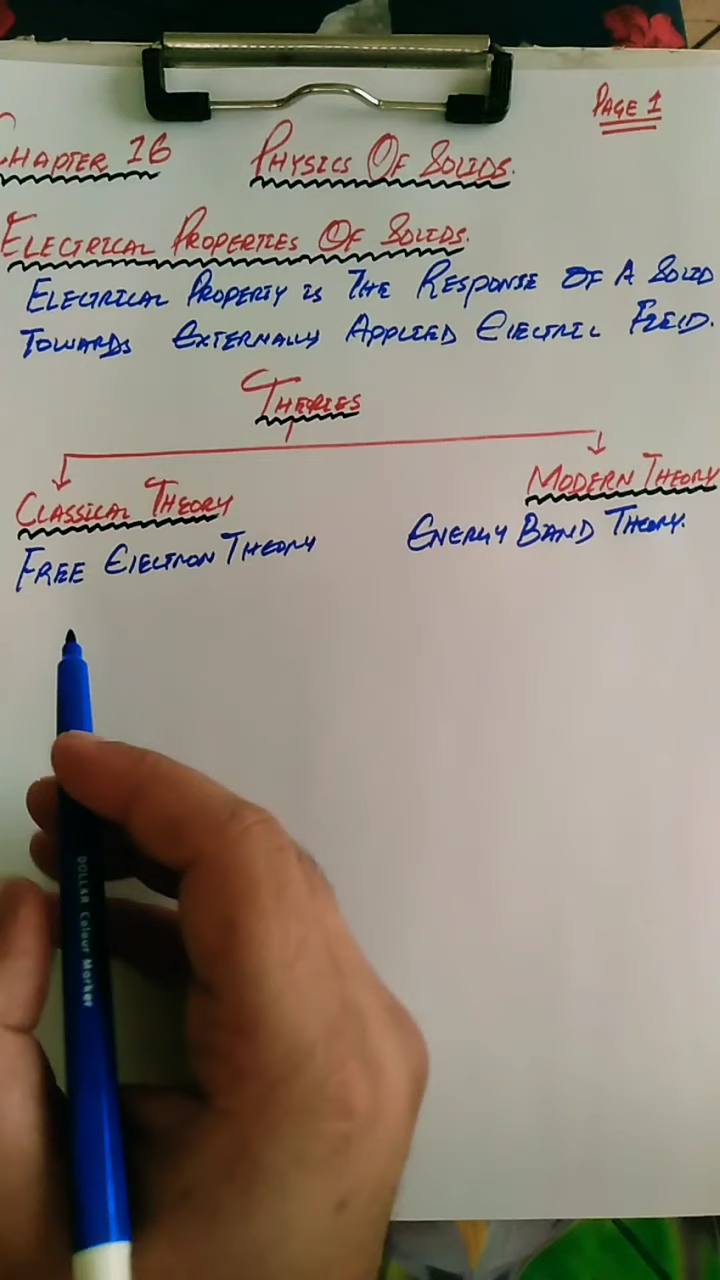 PAGE 1
CHAPTER 16 PHYSICS OF SOLIDS.
ELECTRICAL PROPERTIES OF SOLIDS.
ELECTRICAL PROPERTY IS THE RESPONSE OF A SOLID
TOWARDS EXTERNALLY APPLIED ELECTRIC FIELD.
THEORIES
CLASSICAL THEORY MODERN THEORY
FREE ELECTRON THEORY ENERGY BAND THEORY.
DOLLAR Colour Marker